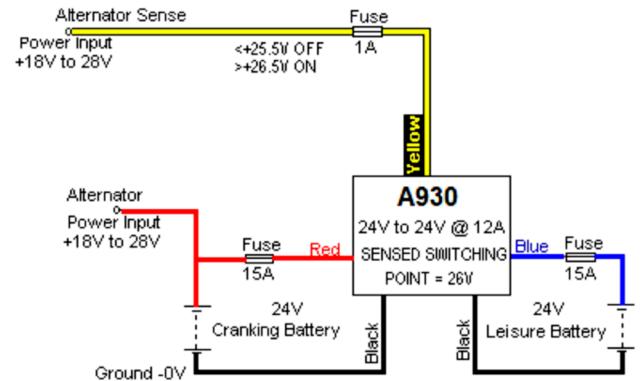 Alternator Sense
Power Input
+18V to 28V
<+25.5V OFF
>+26.5V ON
Fuse
1A
Yellow
Alternator
Power Input
+18V to 28V
Fuse
15A
Red
A930
24V to 24V @ 12A
SENSED SWITCHING
POINT = 26V
Blue
Fuse
15A
24V
Cranking Battery
Black
Black
24V
Leisure Battery
Ground -0V